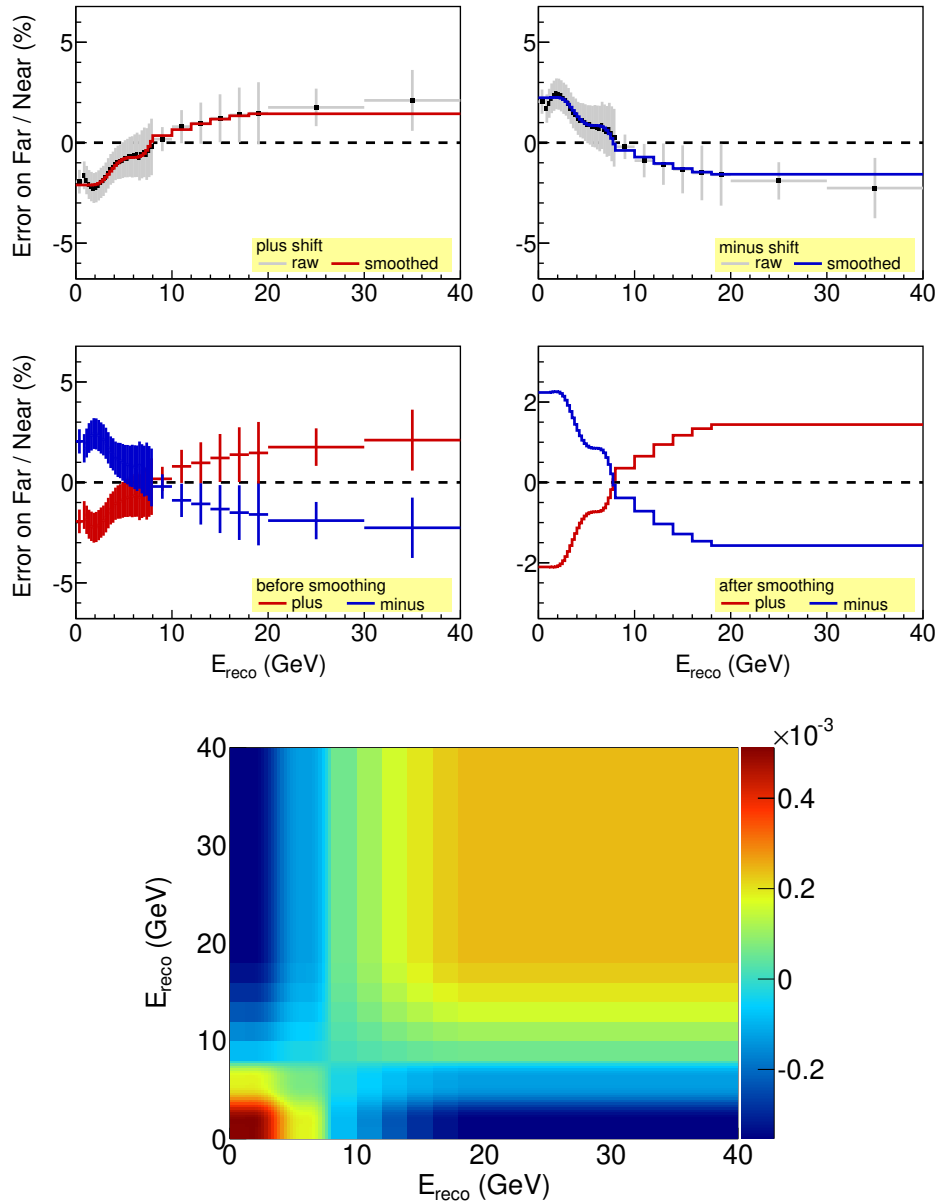 Error on Far / Near (%)
5
0
-5
plus shift
raw smoothed
0 10 20 30 40
5
0
-5
minus shift
raw smoothed
0 10 20 30 40
Error on Far / Near (%)
5
0
-5
before smoothing
plus minus
0 10 20 30 40
E_reco (GeV)
2
0
-2
after smoothing
plus minus
0 10 20 30 40
E_reco (GeV)
×10^-3
E_reco (GeV)
40
30
20
10
0
0.4
0.2
0
-0.2
0 10 20 30 40
E_reco (GeV)